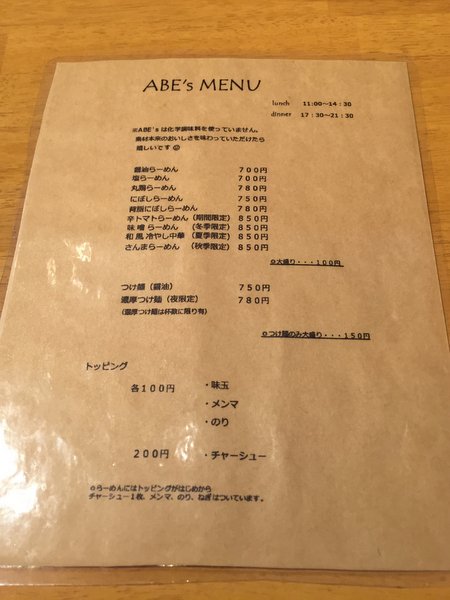 ABE's MENU
lunch 11:00～14:30
dinner 17:30～21:30
※ABE'sは化学調味料を使っていません。
素材本来のおいしさを味わっていただけたら
嬉しいです☺
醤油らーめん 700円
塩らーめん 700円
丸鶏らーめん 780円
にぼしらーめん 750円
背脂にぼしらーめん 780円
辛トマトらーめん (期間限定) 850円
味噌らーめん (冬季限定) 850円
和風冷やし中華 (夏季限定) 850円
さんまらーめん (秋季限定) 850円
○大盛り・・・100円
つけ麺 (醤油) 750円
濃厚つけ麺 (夜限定) 780円
(濃厚つけ麺は杯数に限り有)
○つけ麺のみ大盛り・・・150円
トッピング
各100円 ・味玉
・メンマ
・のり
200円 ・チャーシュー
○らーめんにはトッピングがはじめから
チャーシュー1枚、メンマ、のり、ねぎはついています。